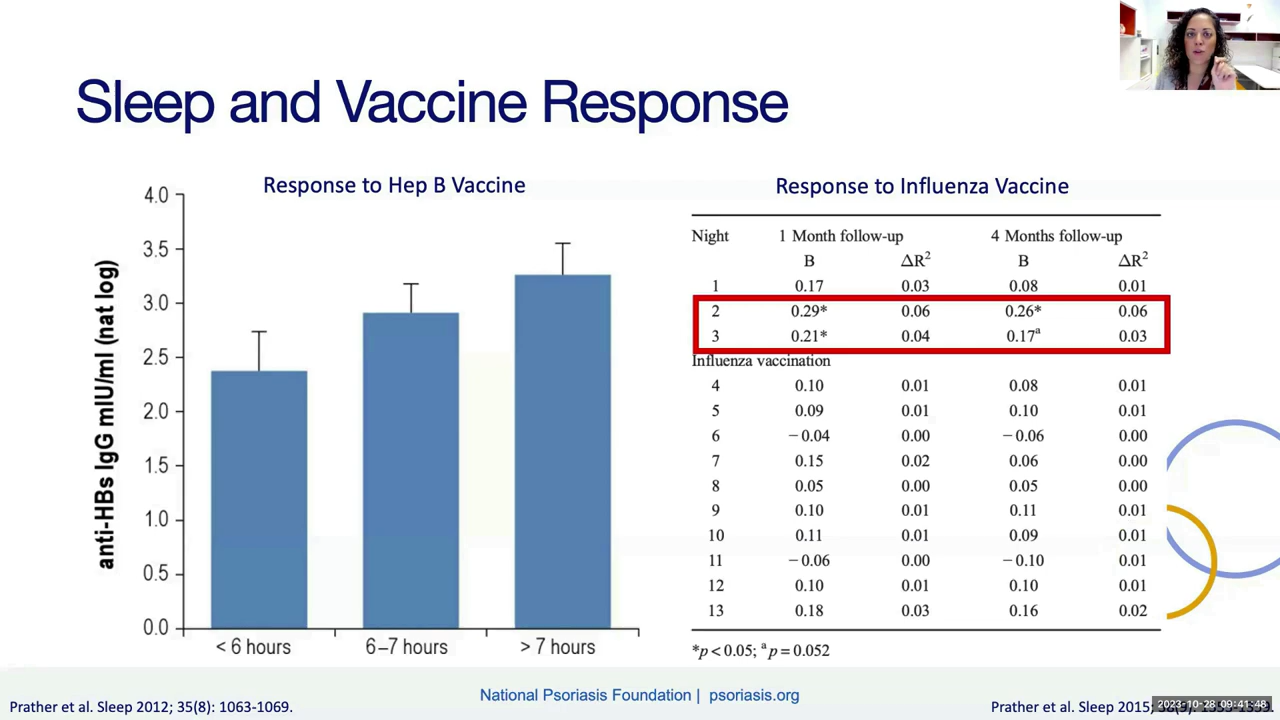 Sleep and Vaccine Response
Response to Hep B Vaccine
anti-HBs IgG mIU/ml (nat log)
4.0
3.5
3.0
2.5
2.0
1.5
1.0
0.5
0.0
< 6 hours 6–7 hours > 7 hours
Response to Influenza Vaccine
Night 1 Month follow-up 4 Months follow-up
B ΔR² B ΔR²
1 0.17 0.03 0.08 0.01
2 0.29* 0.06 0.26* 0.06
3 0.21* 0.04 0.17ᵃ 0.03
Influenza vaccination
4 0.10 0.01 0.08 0.01
5 0.09 0.01 0.10 0.01
6 −0.04 0.00 −0.06 0.00
7 0.15 0.02 0.06 0.00
8 0.05 0.00 0.05 0.00
9 0.10 0.01 0.11 0.01
10 0.11 0.01 0.09 0.01
11 −0.06 0.00 −0.10 0.01
12 0.10 0.01 0.10 0.01
13 0.18 0.03 0.16 0.02
*p < 0.05; ᵃp = 0.052
National Psoriasis Foundation | psoriasis.org
Prather et al. Sleep 2012; 35(8): 1063-1069.
Prather et al. Sleep 2015;
2023-10-28 09:41:48